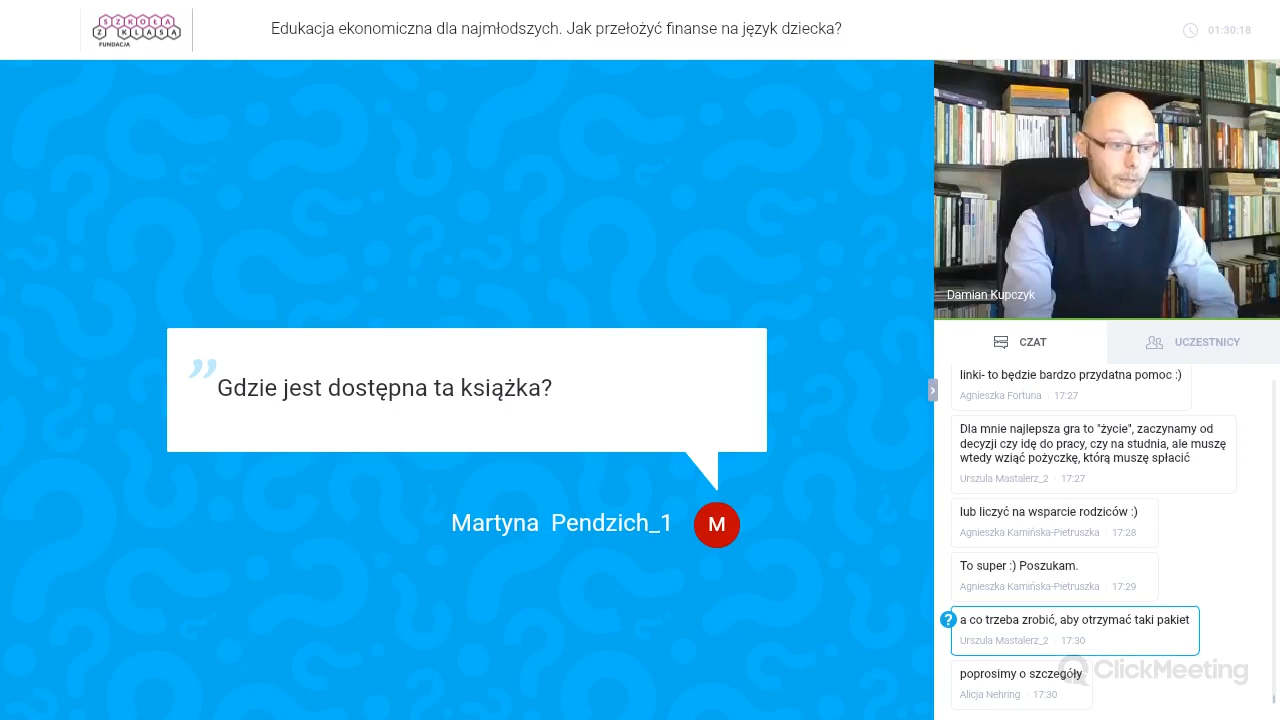 SZKOŁA
Z KLASĄ
FUNDACJA
Edukacja ekonomiczna dla najmłodszych. Jak przełożyć finanse na język dziecka?
01:30:18
Damian Kupczyk
” Gdzie jest dostępna ta książka?
Martyna Pendzich_1
M
CZAT
UCZESTNICY
linki- to będzie bardzo przydatna pomoc :)
Agnieszka Fortuna · 17:27
Dla mnie najlepsza gra to "życie", zaczynamy od
decyzji czy idę do pracy, czy na studnia, ale muszę
wtedy wziąć pożyczkę, którą muszę spłacić
Urszula Mastalerz_2 · 17:27
lub liczyć na wsparcie rodziców :)
Agnieszka Kamińska-Pietruszka · 17:28
To super :) Poszukam.
Agnieszka Kamińska-Pietruszka · 17:29
? a co trzeba zrobić, aby otrzymać taki pakiet
Urszula Mastalerz_2 · 17:30
poprosimy o szczegóły
Alicja Nehring · 17:30
ClickMeeting